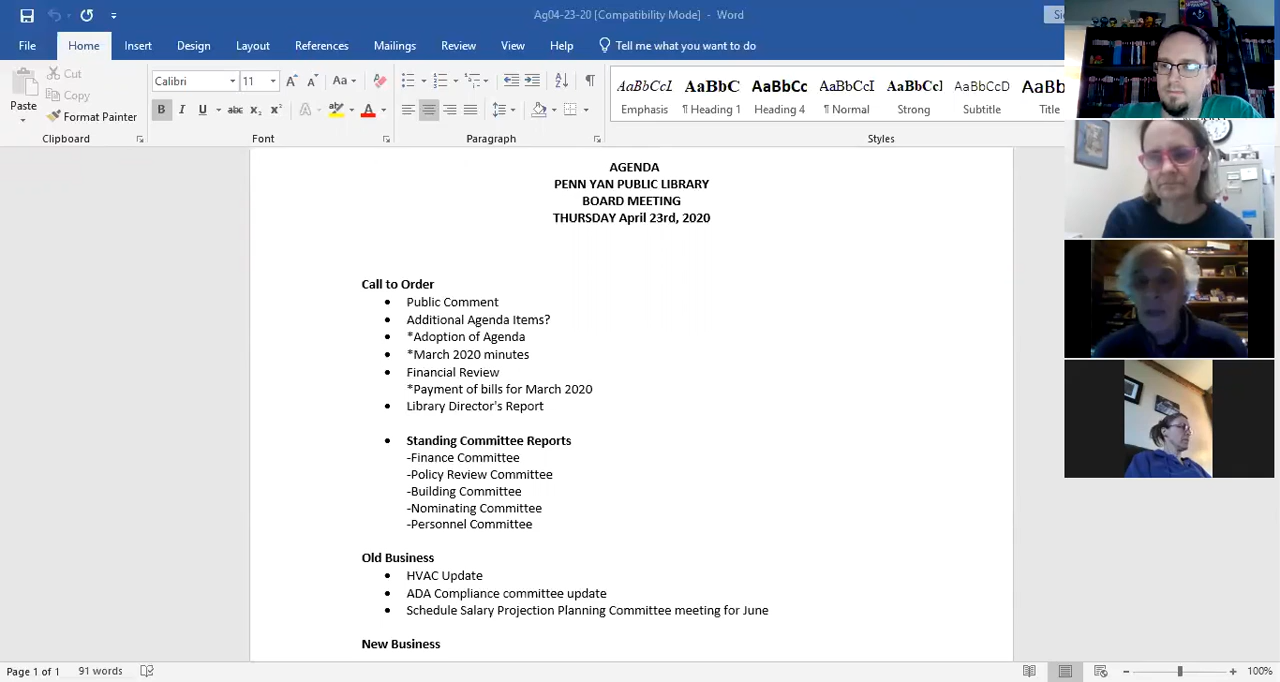 Ag04-23-20 [Compatibility Mode] - Word
File Home Insert Design Layout References Mailings Review View Help Tell me what you want to do
Paste
Cut
Copy
Format Painter
Clipboard
Calibri 11
Aa
B I U abc x₂ x² A A
Font
Paragraph
AaBbCcI AaBbC AaBbCc AaBbCcI AaBbCcI AaBbCcD AaBb
Emphasis ¶ Heading 1 Heading 4 ¶ Normal Strong Subtitle Title
Styles
AGENDA
PENN YAN PUBLIC LIBRARY
BOARD MEETING
THURSDAY April 23rd, 2020
Call to Order
• Public Comment
• Additional Agenda Items?
• *Adoption of Agenda
• *March 2020 minutes
• Financial Review
*Payment of bills for March 2020
• Library Director's Report
• Standing Committee Reports
-Finance Committee
-Policy Review Committee
-Building Committee
-Nominating Committee
-Personnel Committee
Old Business
• HVAC Update
• ADA Compliance committee update
• Schedule Salary Projection Planning Committee meeting for June
New Business
Page 1 of 1 91 words 100%